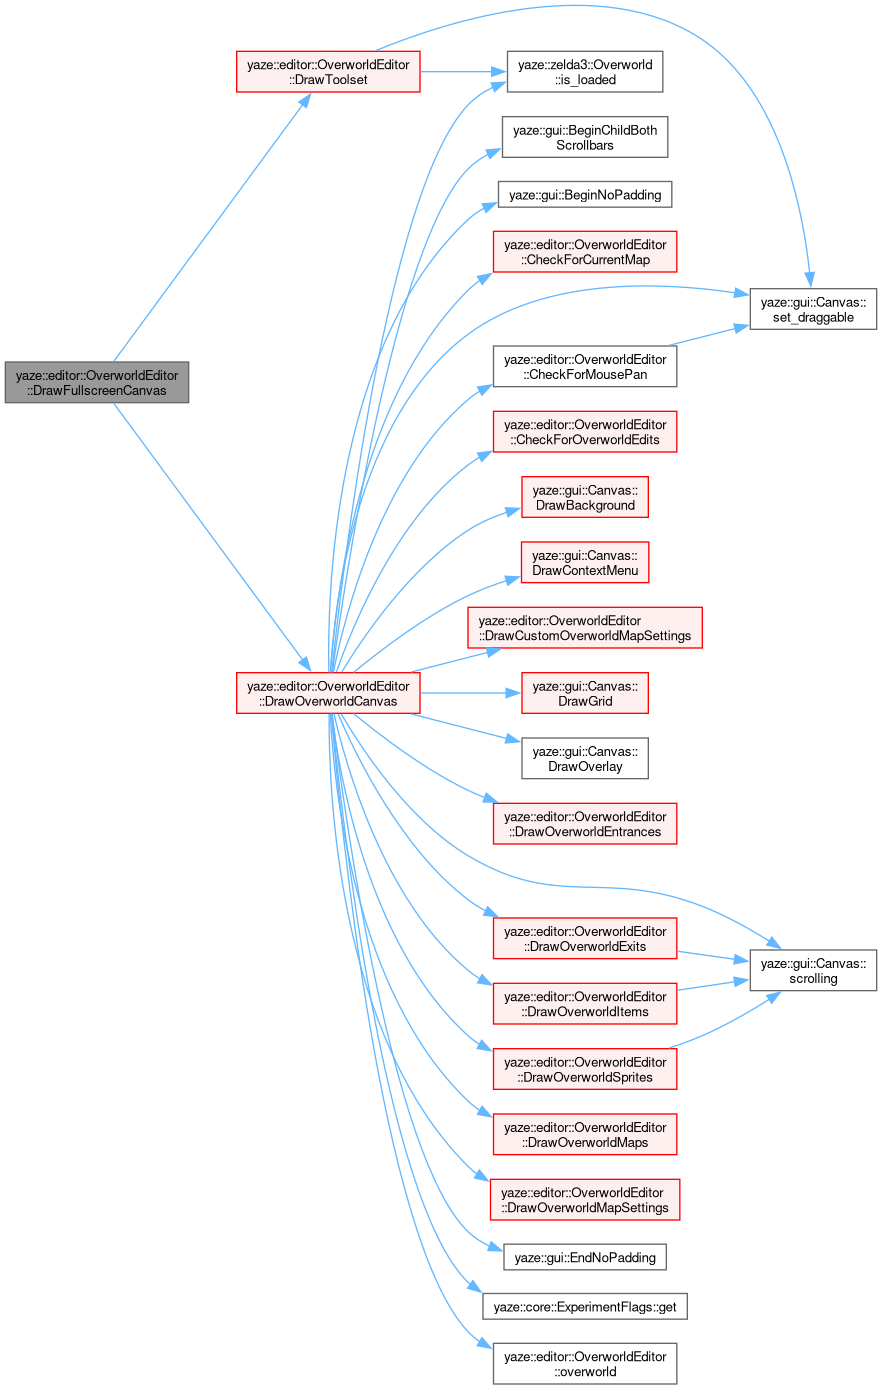 yaze::editor::OverworldEditor
::DrawFullscreenCanvas
yaze::editor::OverworldEditor
::DrawToolset
yaze::editor::OverworldEditor
::DrawOverworldCanvas
yaze::zelda3::Overworld
::is_loaded
yaze::gui::BeginChildBoth
Scrollbars
yaze::gui::BeginNoPadding
yaze::editor::OverworldEditor
::CheckForCurrentMap
yaze::editor::OverworldEditor
::CheckForMousePan
yaze::editor::OverworldEditor
::CheckForOverworldEdits
yaze::gui::Canvas::
DrawBackground
yaze::gui::Canvas::
DrawContextMenu
yaze::editor::OverworldEditor
::DrawCustomOverworldMapSettings
yaze::gui::Canvas::
DrawGrid
yaze::gui::Canvas::
DrawOverlay
yaze::editor::OverworldEditor
::DrawOverworldEntrances
yaze::editor::OverworldEditor
::DrawOverworldExits
yaze::editor::OverworldEditor
::DrawOverworldItems
yaze::editor::OverworldEditor
::DrawOverworldSprites
yaze::editor::OverworldEditor
::DrawOverworldMaps
yaze::editor::OverworldEditor
::DrawOverworldMapSettings
yaze::gui::EndNoPadding
yaze::core::ExperimentFlags::get
yaze::editor::OverworldEditor
::overworld
yaze::gui::Canvas::
set_draggable
yaze::gui::Canvas::
scrolling